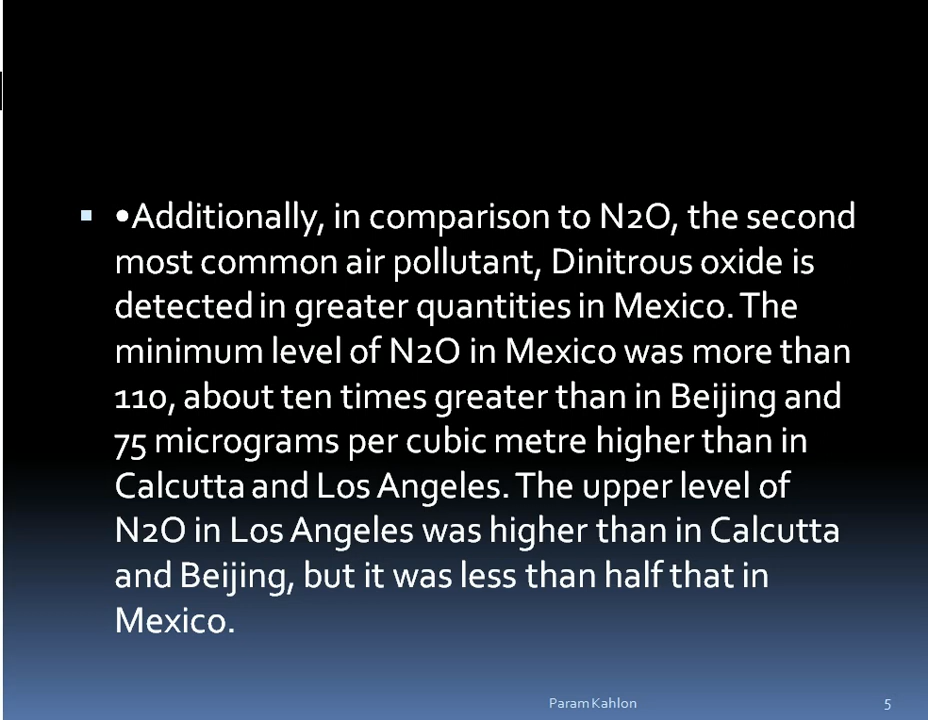 •Additionally, in comparison to N2O, the second
most common air pollutant, Dinitrous oxide is
detected in greater quantities in Mexico. The
minimum level of N2O in Mexico was more than
110, about ten times greater than in Beijing and
75 micrograms per cubic metre higher than in
Calcutta and Los Angeles. The upper level of
N2O in Los Angeles was higher than in Calcutta
and Beijing, but it was less than half that in
Mexico.
Param Kahlon
5